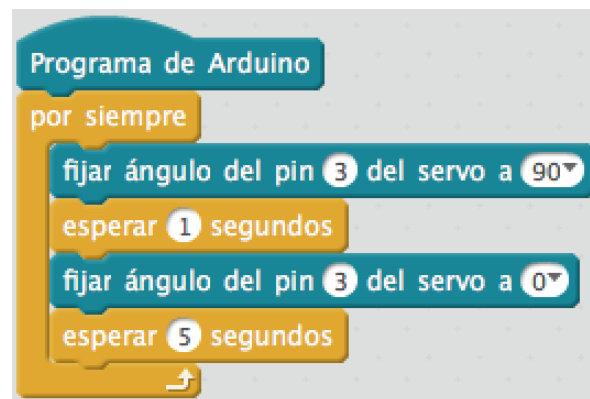 Programa de Arduino
por siempre
fijar ángulo del pin 3 del servo a 90
esperar 1 segundos
fijar ángulo del pin 3 del servo a 0
esperar 5 segundos